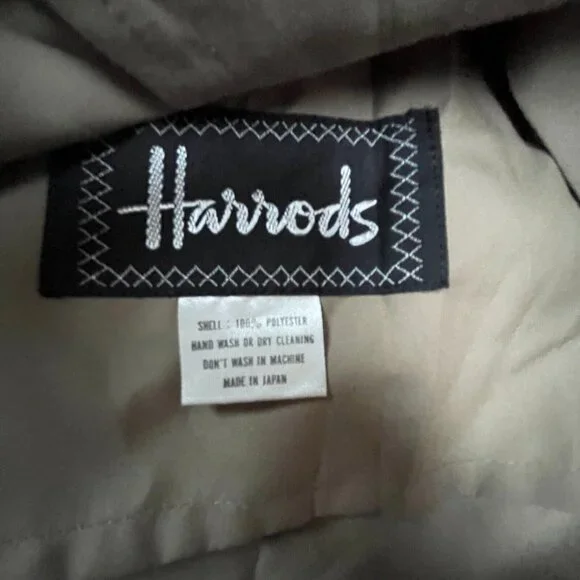 Harrods
SHELL : 100% POLYESTER
HAND WASH OR DRY CLEANING
DON'T WASH IN MACHINE
MADE IN JAPAN